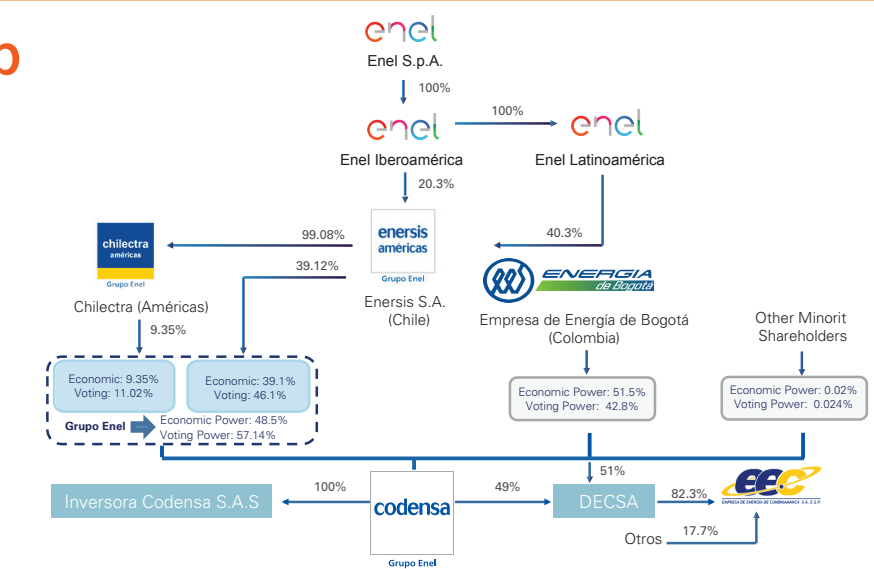 o
enel
Enel S.p.A.
100%
enel
100%
enel
Enel Iberoamérica
Enel Latinoamérica
20.3%
chilectra
américas
Grupo Enel
99.08%
39.12%
enersis
américas
Grupo Enel
40.3%
ENERGIA
de Bogotá
Chilectra (Américas)
Enersis S.A.
(Chile)
Empresa de Energía de Bogotá
(Colombia)
Other Minorit
Shareholders
9.35%
Economic: 9.35%
Voting: 11.02%
Economic: 39.1%
Voting: 46.1%
Grupo Enel
Economic Power: 48.5%
Voting Power: 57.14%
Economic Power: 51.5%
Voting Power: 42.8%
Economic Power: 0.02%
Voting Power: 0.024%
51%
Inversora Codensa S.A.S
100%
codensa
Grupo Enel
49%
DECSA
82.3%
eec
EMPRESA DE ENERGIA DE CUNDINAMARCA S.A. E.S.P.
Otros
17.7%